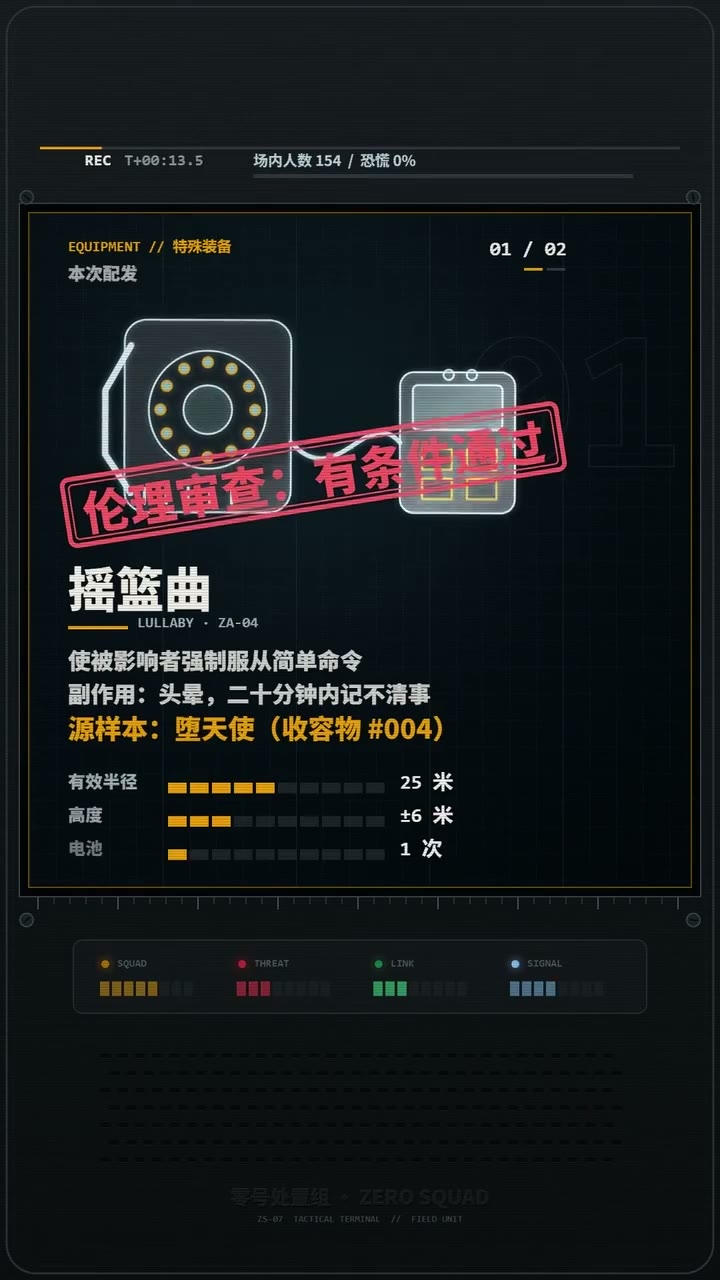 REC T+00:13.5 场内人数 154 / 恐慌 0%
EQUIPMENT // 特殊装备
01 / 02
本次配发
01
伦理审查：有条件通过
摇篮曲
LULLABY · ZA-04
使被影响者强制服从简单命令
副作用：头晕，二十分钟内记不清事
源样本：堕天使（收容物 #004）
有效半径 25 米
高度 ±6 米
电池 1 次
SQUAD THREAT LINK SIGNAL
零号处置组 · ZERO SQUAD
ZS-07 TACTICAL TERMINAL // FIELD UNIT